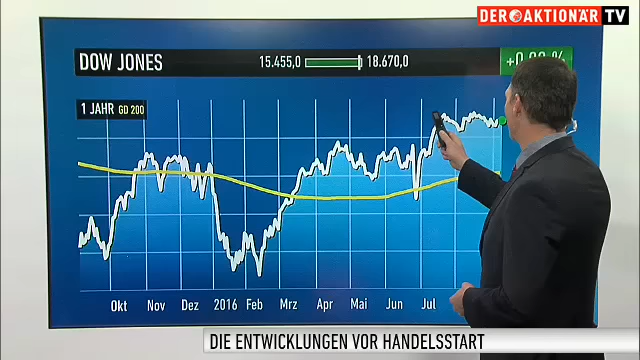 DER AKTIONÄR TV
DOW JONES 15.455,0 18.670,0
1 JAHR GD 200
Okt Nov Dez 2016 Feb Mrz Apr Mai Jun Jul
DIE ENTWICKLUNGEN VOR HANDELSSTART